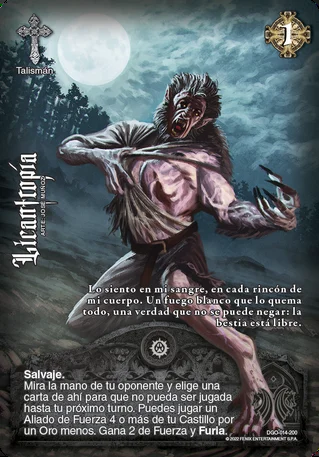 1
Talismán
Licantropía
ARTE: JOSÉ MUÑOZ
Lo siento en mi sangre, en cada rincón de
mi cuerpo. Un fuego blanco que lo quema
todo, una verdad que no se puede negar: la
bestia está libre.
Salvaje.
Mira la mano de tu oponente y elige una
carta de ahí para que no pueda ser jugada
hasta tu próximo turno. Puedes jugar un
Aliado de Fuerza 4 o más de tu Castillo por
un Oro menos. Gana 2 de Fuerza y Furia.
DGO-014-200
© 2022 FENIX ENTERTAINMENT S.P.A.